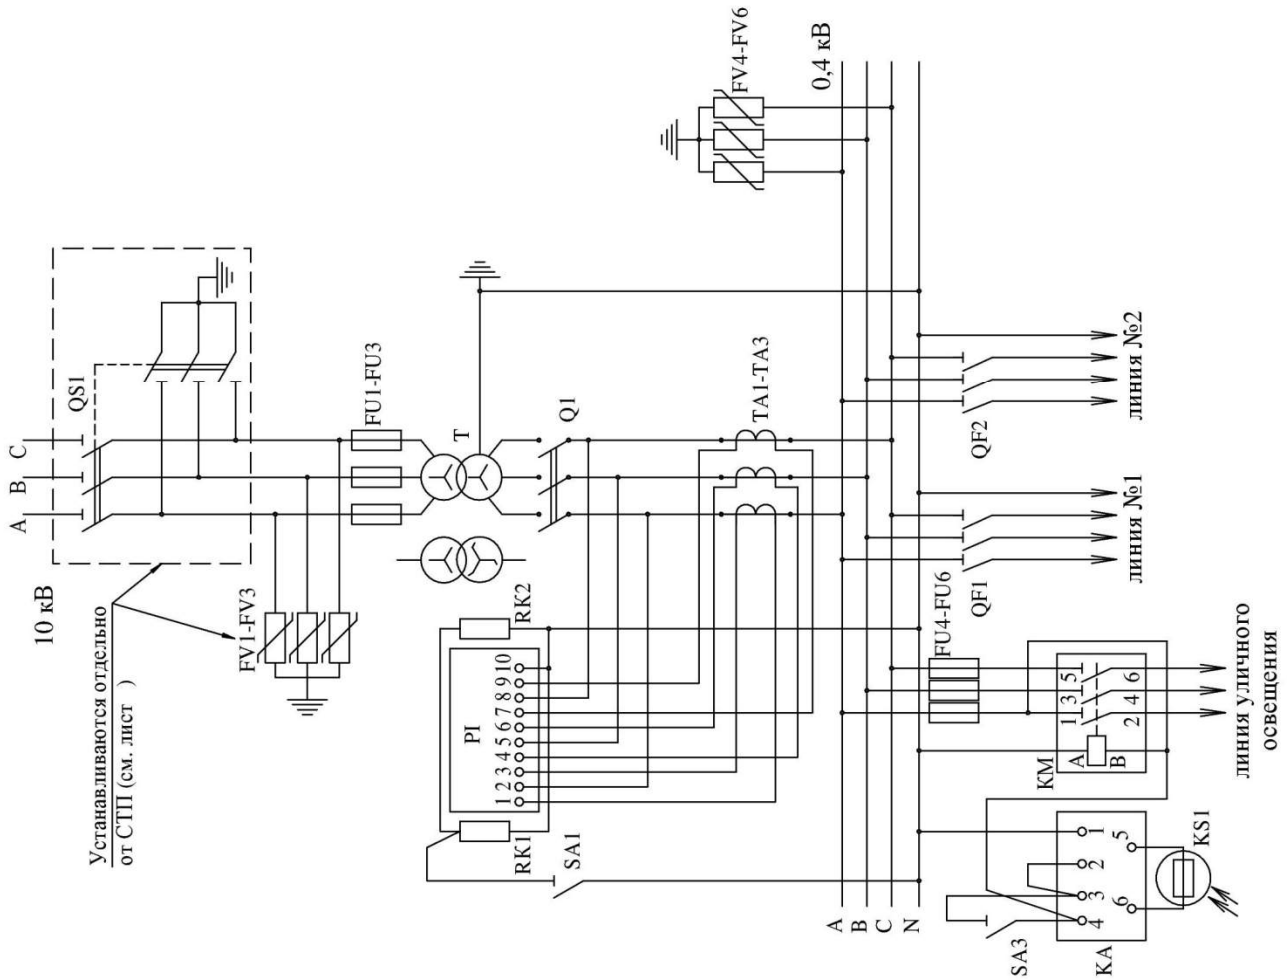 10 кВ
A
B
C
QS1
Устанавливаются отдельно
от СТП (см. лист )
FV1-FV3
FU1-FU3
T
Q1
FV4-FV6
0,4 кВ
RK2
PI
1 2 3 4 5 6 7 8 9 10
RK1
SA1
TA1-TA3
A
B
C
N
FU4-FU6
QF1
QF2
линия №1
линия №2
KM
A
B
1 3 5
2 4 6
линия уличного
освещения
SA3
KA
4 3 2 1
6 5
KS1